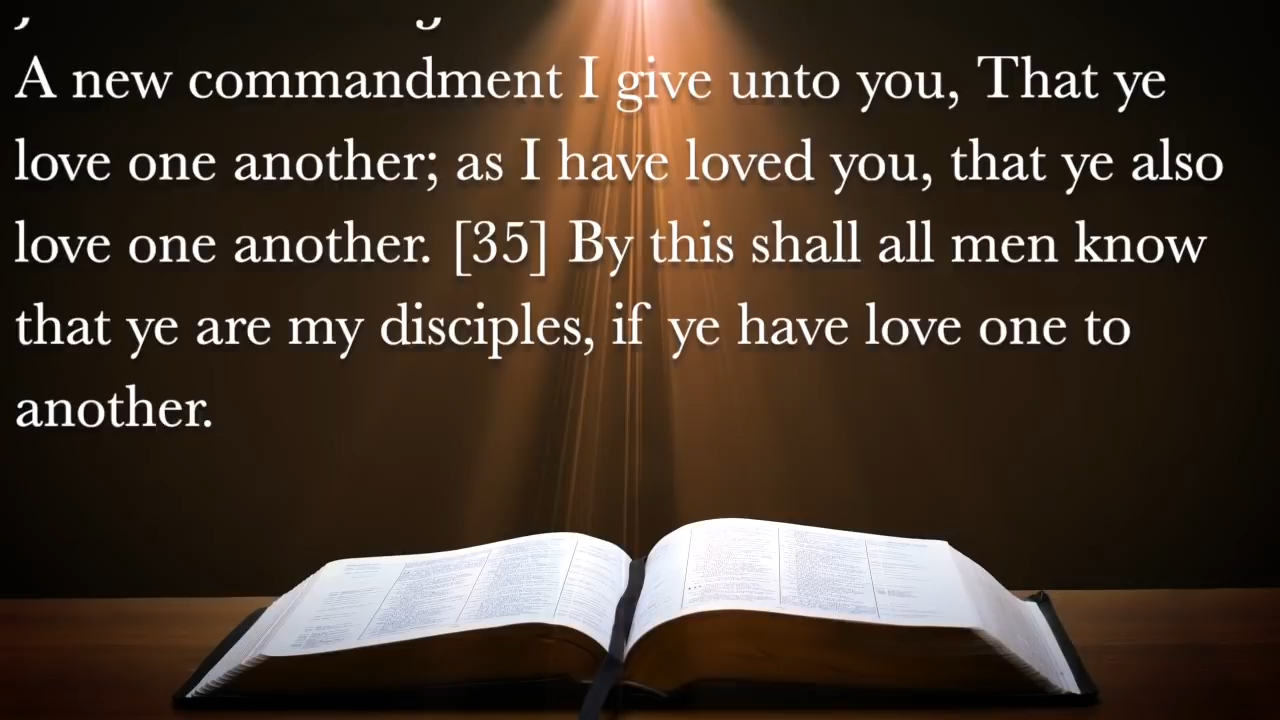 A new commandment I give unto you, That ye
love one another; as I have loved you, that ye also
love one another. [35] By this shall all men know
that ye are my disciples, if ye have love one to
another.